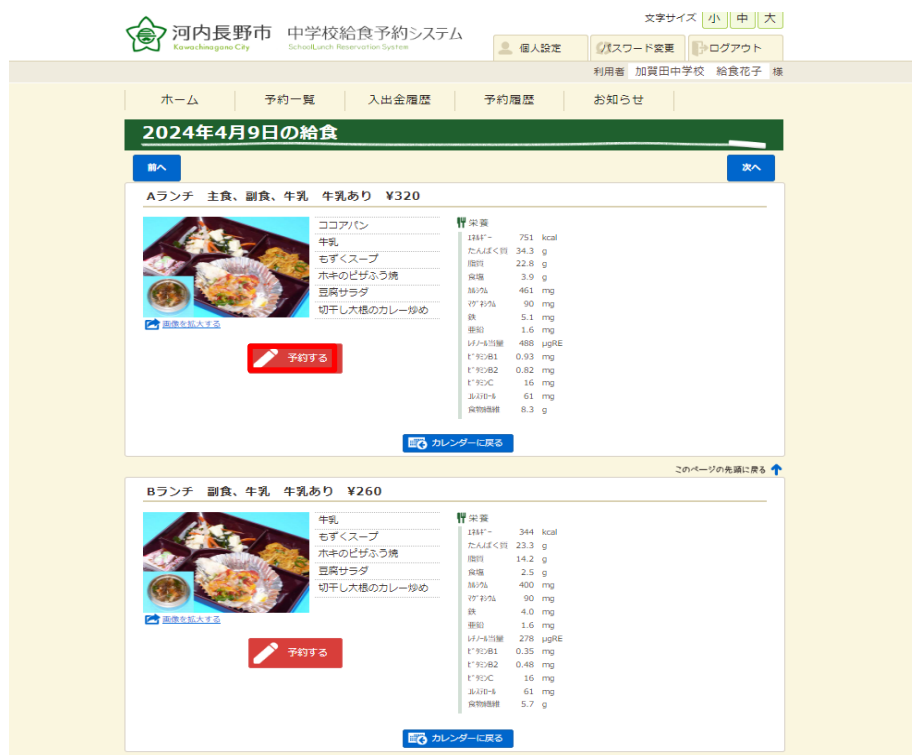 文字サイズ 小 中 大
河内長野市 中学校給食予約システム
Kawachinagano City SchoolLunch Reservation System
個人設定 パスワード変更 ログアウト
利用者 加賀田中学校 給食花子 様
ホーム 予約一覧 入出金履歴 予約履歴 お知らせ
2024年4月9日の給食
前へ 次へ
Aランチ 主食、副食、牛乳 牛乳あり ¥320
ココアパン
牛乳
もずくスープ
ホキのピザふう焼
豆腐サラダ
切干し大根のカレー炒め
画像を拡大する
予約する
栄養
エネルギー 751 kcal
たんぱく質 34.3 g
脂質 22.8 g
食塩 3.9 g
カルシウム 461 mg
マグネシウム 90 mg
鉄 5.1 mg
亜鉛 1.6 mg
レチノール当量 488 μgRE
ビタミンB1 0.93 mg
ビタミンB2 0.82 mg
ビタミンC 16 mg
コレステロール 61 mg
食物繊維 8.3 g
カレンダーに戻る
このページの先頭に戻る
Bランチ 副食、牛乳 牛乳あり ¥260
牛乳
もずくスープ
ホキのピザふう焼
豆腐サラダ
切干し大根のカレー炒め
画像を拡大する
予約する
栄養
エネルギー 344 kcal
たんぱく質 23.3 g
脂質 14.2 g
食塩 2.5 g
カルシウム 400 mg
マグネシウム 90 mg
鉄 4.0 mg
亜鉛 1.6 mg
レチノール当量 278 μgRE
ビタミンB1 0.35 mg
ビタミンB2 0.48 mg
ビタミンC 16 mg
コレステロール 61 mg
食物繊維 5.7 g
カレンダーに戻る